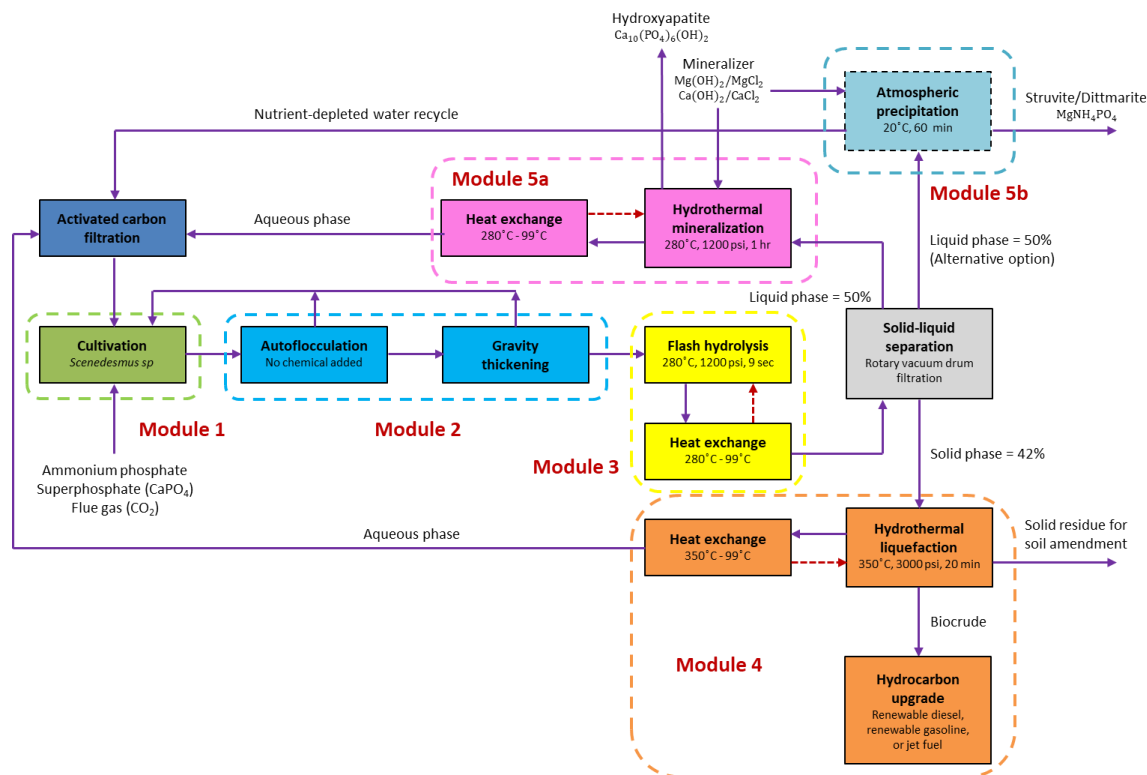 Hydroxyapatite
Ca₁₀(PO₄)₆(OH)₂
Mineralizer
Mg(OH)₂/MgCl₂
Ca(OH)₂/CaCl₂
Atmospheric
precipitation
20˚C, 60 min
Struvite/Dittmarite
MgNH₄PO₄
Nutrient-depleted water recycle
Module 5a
Module 5b
Activated carbon
filtration
Aqueous phase
Heat exchange
280˚C - 99˚C
Hydrothermal
mineralization
280˚C, 1200 psi, 1 hr
Liquid phase = 50%
(Alternative option)
Liquid phase = 50%
Cultivation
Scenedesmus sp
Autoflocculation
No chemical added
Gravity
thickening
Flash hydrolysis
280˚C, 1200 psi, 9 sec
Solid-liquid
separation
Rotary vacuum drum
filtration
Module 1
Module 2
Module 3
Heat exchange
280˚C - 99˚C
Solid phase = 42%
Ammonium phosphate
Superphosphate (CaPO₄)
Flue gas (CO₂)
Aqueous phase
Heat exchange
350˚C - 99˚C
Hydrothermal
liquefaction
350˚C, 3000 psi, 20 min
Solid residue for
soil amendment
Biocrude
Module 4
Hydrocarbon
upgrade
Renewable diesel,
renewable gasoline,
or jet fuel